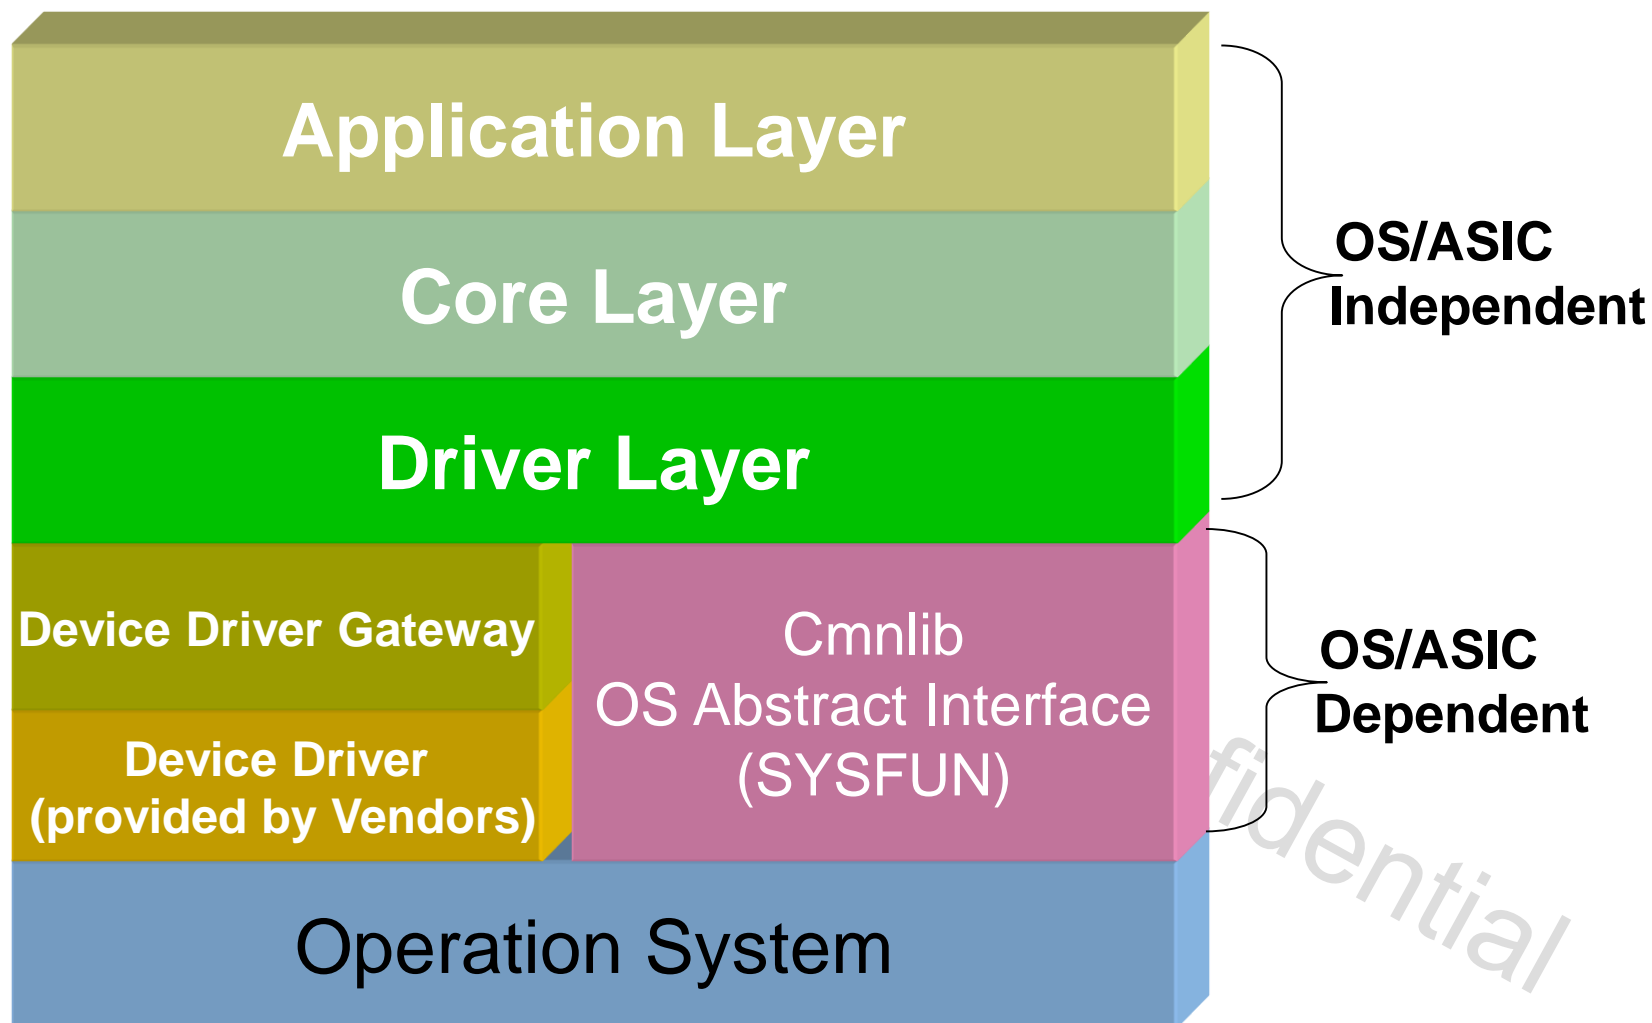 Application Layer
Core Layer
OS/ASIC
Independent
Driver Layer
Device Driver Gateway
Device Driver
(provided by Vendors)
Cmnlib
OS Abstract Interface
(SYSFUN)
OS/ASIC
Dependent
Operation System
fidential